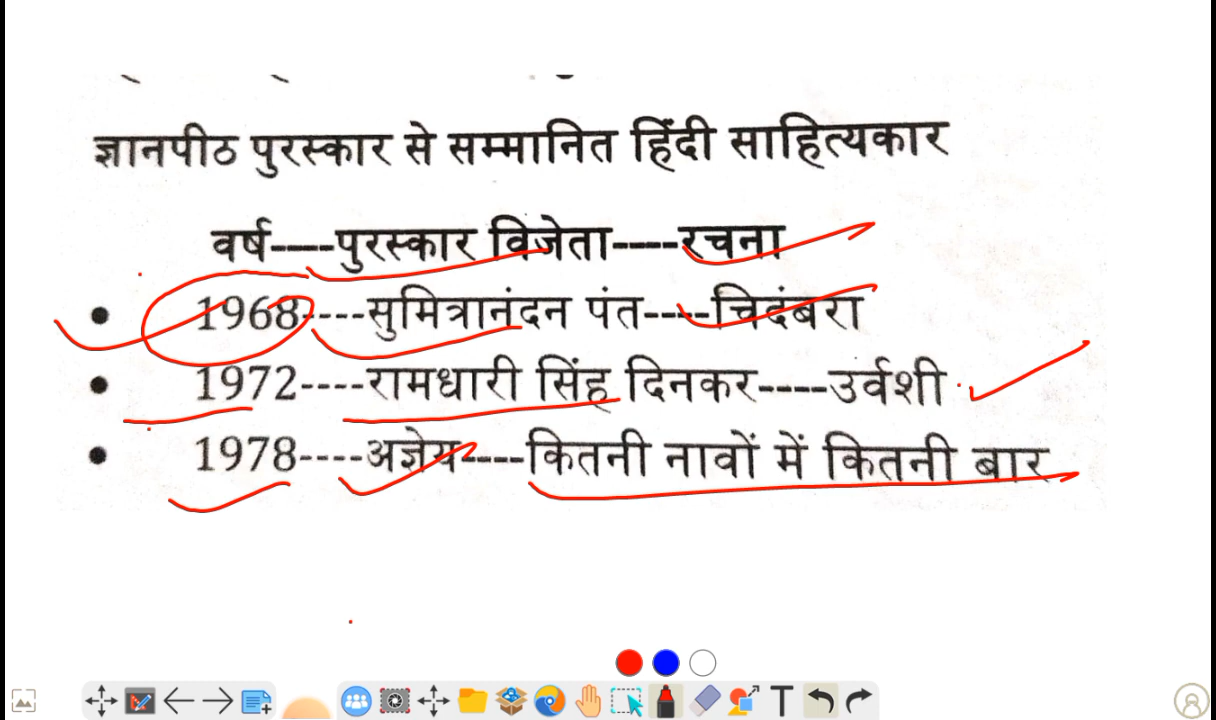 ज्ञानपीठ पुरस्कार से सम्मानित हिंदी साहित्यकार
वर्ष----पुरस्कार विजेता----रचना
• 1968----सुमित्रानंदन पंत----चिदंबरा
• 1972----रामधारी सिंह दिनकर----उर्वशी
• 1978----अज्ञेय----कितनी नावों में कितनी बार